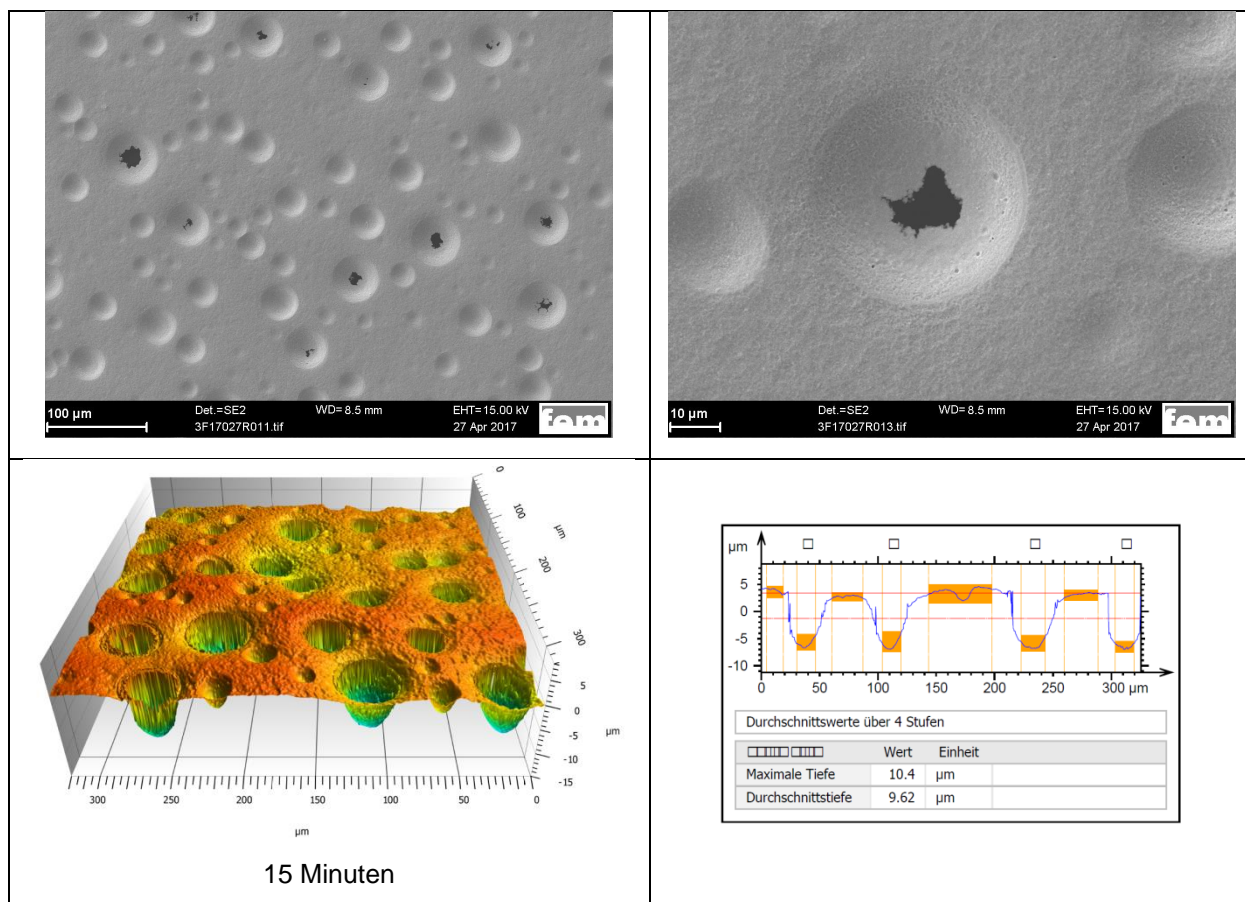 100 µm
Det.=SE2 WD= 8.5 mm EHT=15.00 kV
3F17027R011.tif 27 Apr 2017
fem
10 µm
Det.=SE2 WD= 8.5 mm EHT=15.00 kV
3F17027R013.tif 27 Apr 2017
fem
0
100
µm
200
300
5
0
-5
µm
-10
-15
300 250 200 150 100 50 0
µm
15 Minuten
µm
5
0
-5
-10
0 50 100 150 200 250 300 µm
Durchschnittswerte über 4 Stufen
Wert Einheit
Maximale Tiefe 10.4 µm
Durchschnittstiefe 9.62 µm